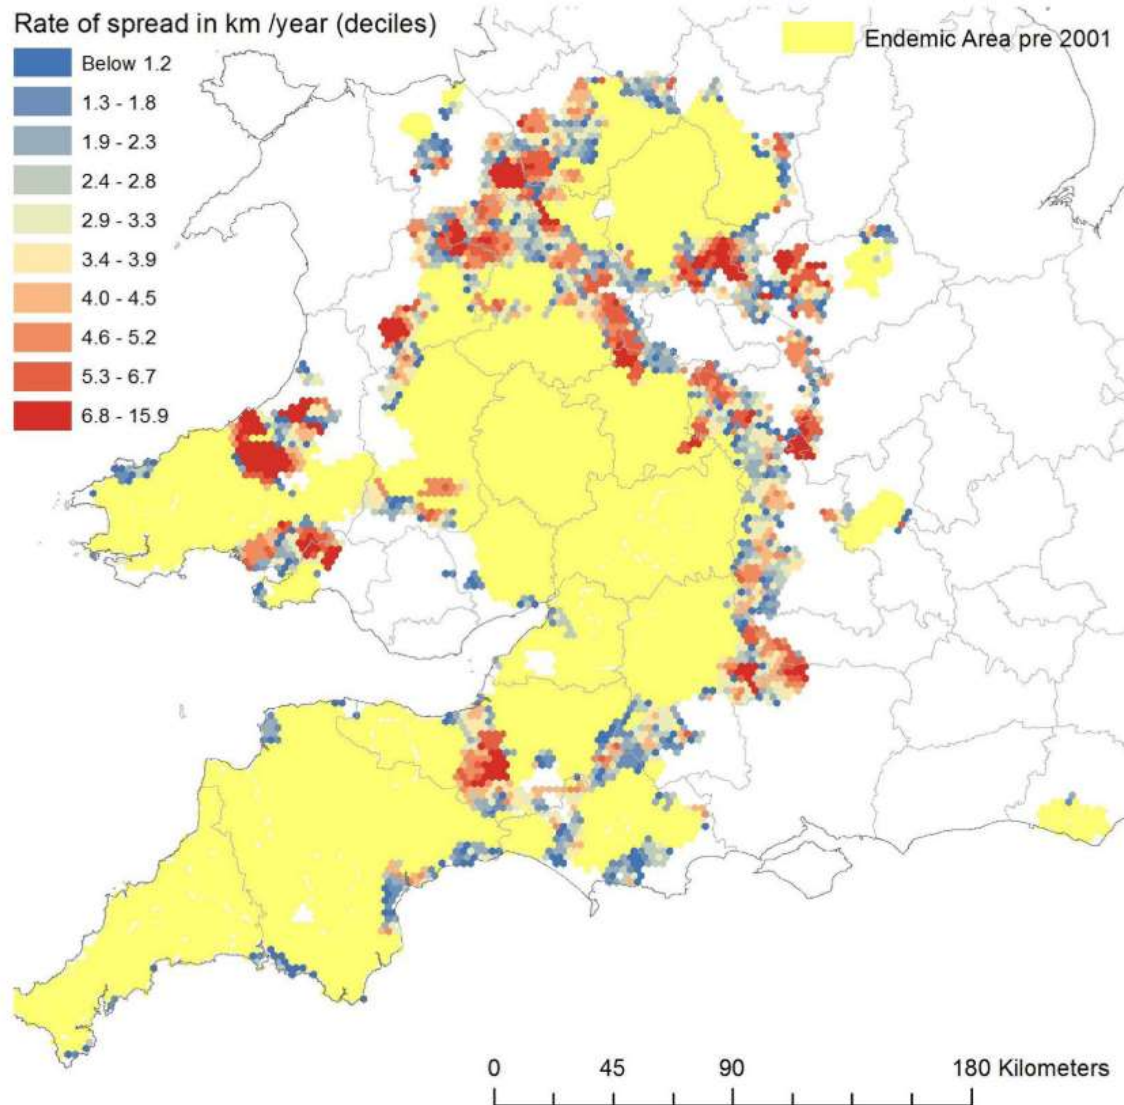 Rate of spread in km /year (deciles)
Below 1.2
1.3 - 1.8
1.9 - 2.3
2.4 - 2.8
2.9 - 3.3
3.4 - 3.9
4.0 - 4.5
4.6 - 5.2
5.3 - 6.7
6.8 - 15.9
Endemic Area pre 2001
0 45 90 180 Kilometers